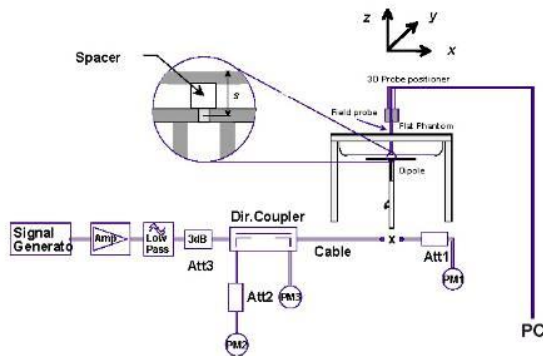 z
y
x
Spacer
s
3D Probe positioner
Field probe
Flat Phantom
Dipole
Dir.Coupler
Signal
Generato
Amp
Low
Pass
3dB
Cable
x
Att3
Att1
Att2
PM3
PM1
PM2
PC